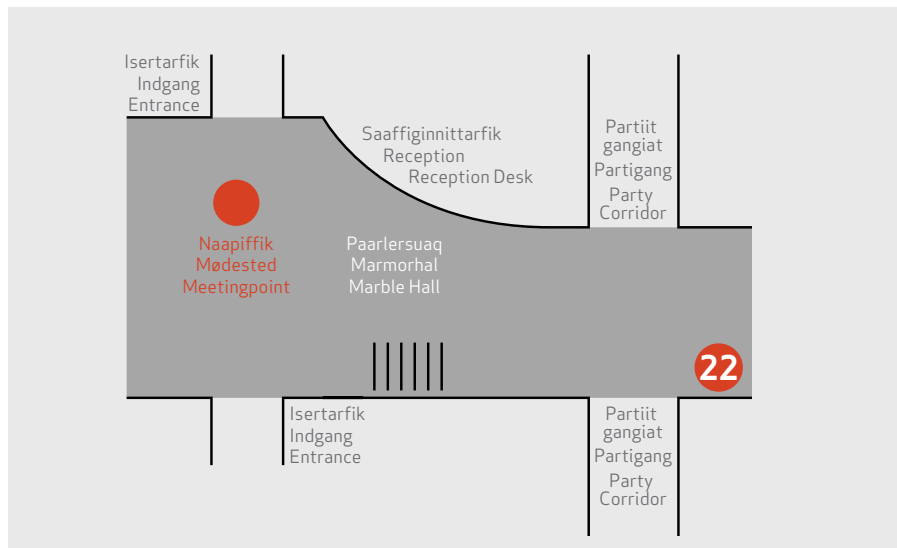 Isertarfik
Indgang
Entrance
Saaffiginnittarfik
Reception
Reception Desk
Partiit
gangiat
Partigang
Party
Corridor
Naapiffik
Mødested
Meetingpoint
Paarlersuaq
Marmorhal
Marble Hall
22
Isertarfik
Indgang
Entrance
Partiit
gangiat
Partigang
Party
Corridor